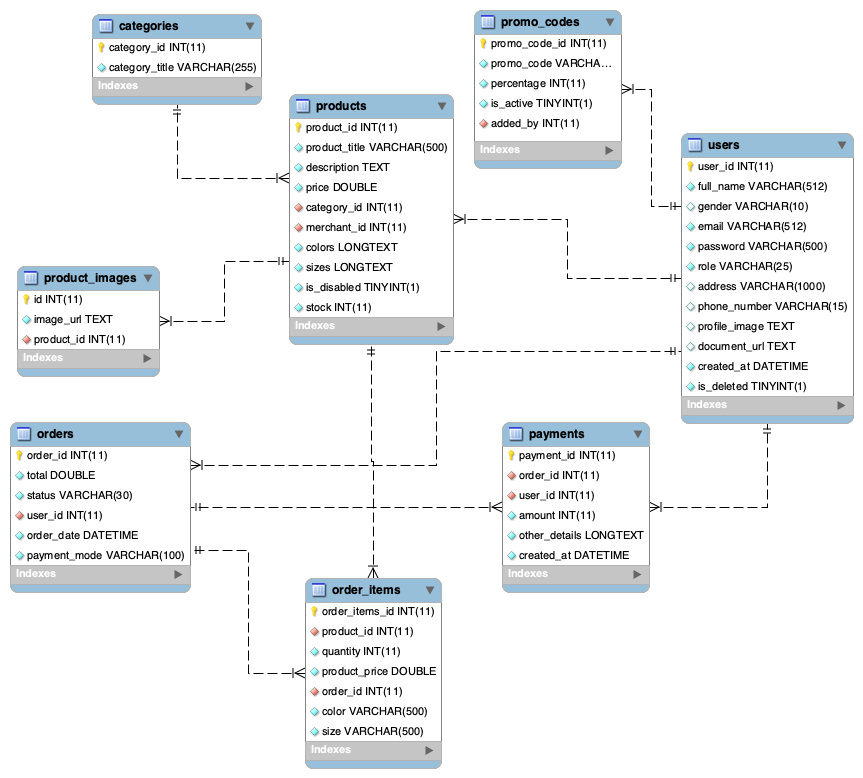 categories
category_id INT(11)
category_title VARCHAR(255)
Indexes
promo_codes
promo_code_id INT(11)
promo_code VARCHA...
percentage INT(11)
is_active TINYINT(1)
added_by INT(11)
Indexes
products
product_id INT(11)
product_title VARCHAR(500)
description TEXT
price DOUBLE
category_id INT(11)
merchant_id INT(11)
colors LONGTEXT
sizes LONGTEXT
is_disabled TINYINT(1)
stock INT(11)
Indexes
users
user_id INT(11)
full_name VARCHAR(512)
gender VARCHAR(10)
email VARCHAR(512)
password VARCHAR(500)
role VARCHAR(25)
address VARCHAR(1000)
phone_number VARCHAR(15)
profile_image TEXT
document_url TEXT
created_at DATETIME
is_deleted TINYINT(1)
Indexes
product_images
id INT(11)
image_url TEXT
product_id INT(11)
Indexes
orders
order_id INT(11)
total DOUBLE
status VARCHAR(30)
user_id INT(11)
order_date DATETIME
payment_mode VARCHAR(100)
Indexes
payments
payment_id INT(11)
order_id INT(11)
user_id INT(11)
amount INT(11)
other_details LONGTEXT
created_at DATETIME
Indexes
order_items
order_items_id INT(11)
product_id INT(11)
quantity INT(11)
product_price DOUBLE
order_id INT(11)
color VARCHAR(500)
size VARCHAR(500)
Indexes